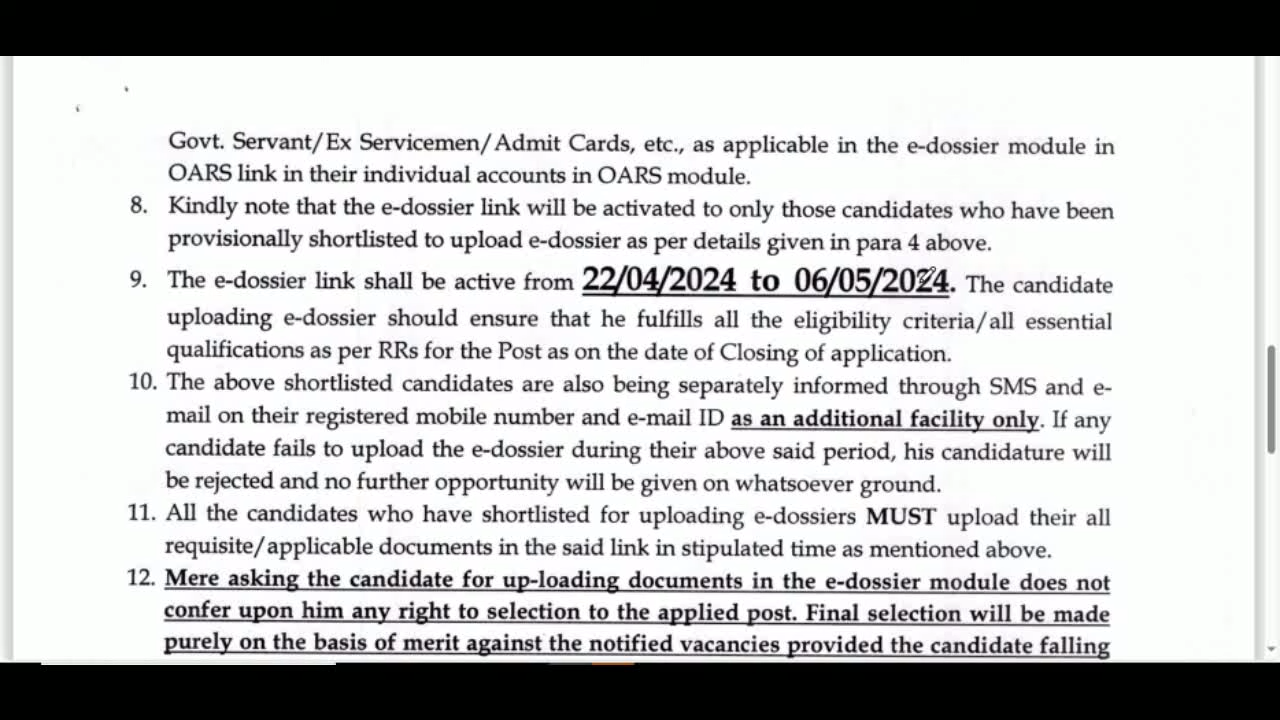 Govt. Servant/Ex Servicemen/Admit Cards, etc., as applicable in the e-dossier module in
OARS link in their individual accounts in OARS module.
8. Kindly note that the e-dossier link will be activated to only those candidates who have been
provisionally shortlisted to upload e-dossier as per details given in para 4 above.
9. The e-dossier link shall be active from 22/04/2024 to 06/05/2024. The candidate
uploading e-dossier should ensure that he fulfills all the eligibility criteria/all essential
qualifications as per RRs for the Post as on the date of Closing of application.
10. The above shortlisted candidates are also being separately informed through SMS and e-
mail on their registered mobile number and e-mail ID as an additional facility only. If any
candidate fails to upload the e-dossier during their above said period, his candidature will
be rejected and no further opportunity will be given on whatsoever ground.
11. All the candidates who have shortlisted for uploading e-dossiers MUST upload their all
requisite/applicable documents in the said link in stipulated time as mentioned above.
12. Mere asking the candidate for up-loading documents in the e-dossier module does not
confer upon him any right to selection to the applied post. Final selection will be made
purely on the basis of merit against the notified vacancies provided the candidate falling